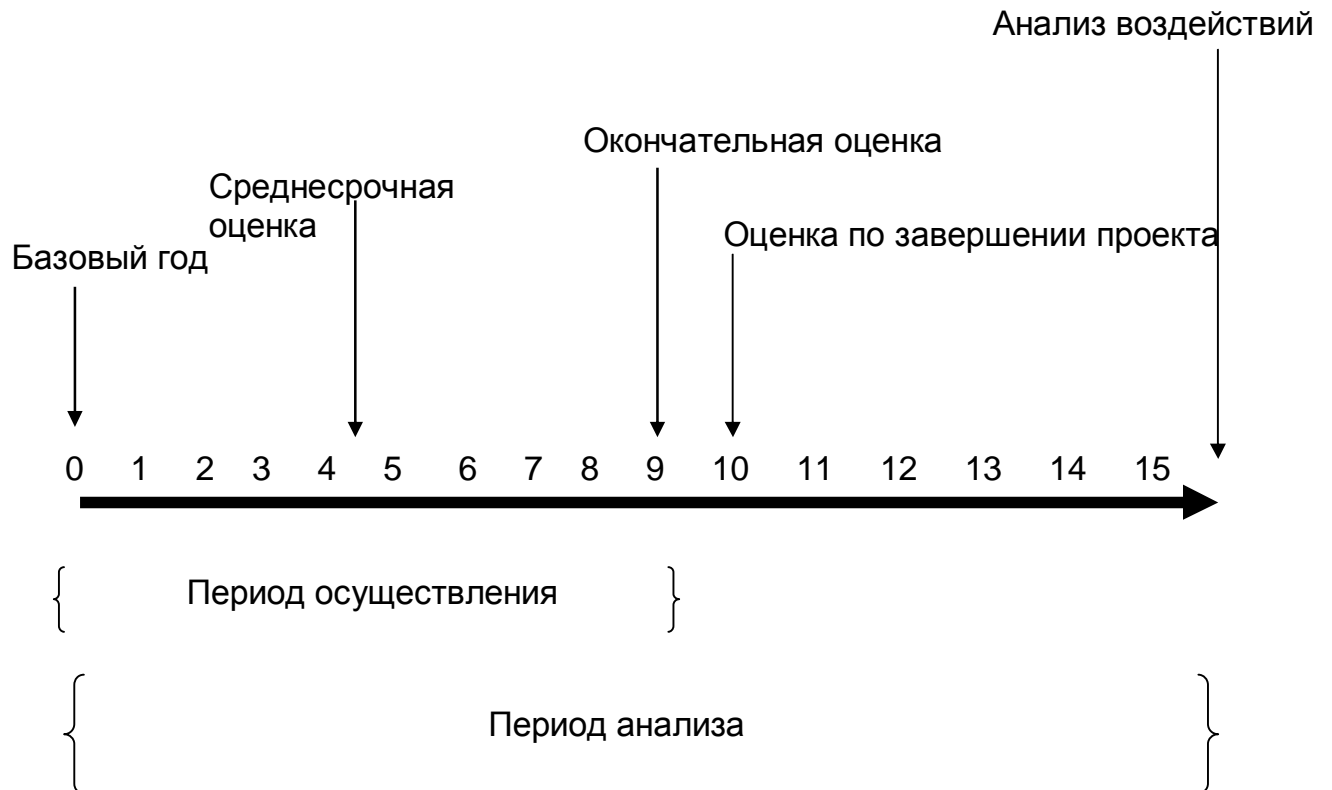 Анализ воздействий
Окончательная оценка
Среднесрочная
оценка
Оценка по завершении проекта
Базовый год
0 1 2 3 4 5 6 7 8 9 10 11 12 13 14 15
Период осуществления
Период анализа